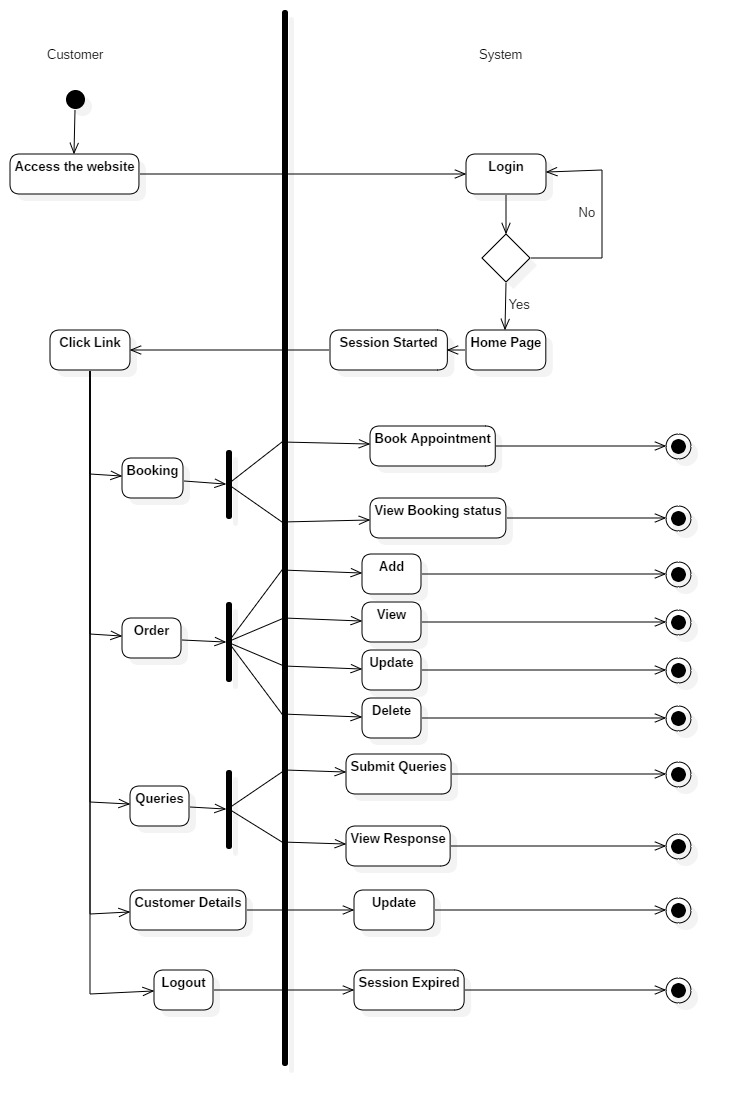 Customer
System
Access the website
Login
No
Yes
Click Link
Session Started
Home Page
Booking
Book Appointment
View Booking status
Order
Add
View
Update
Delete
Queries
Submit Queries
View Response
Customer Details
Update
Logout
Session Expired